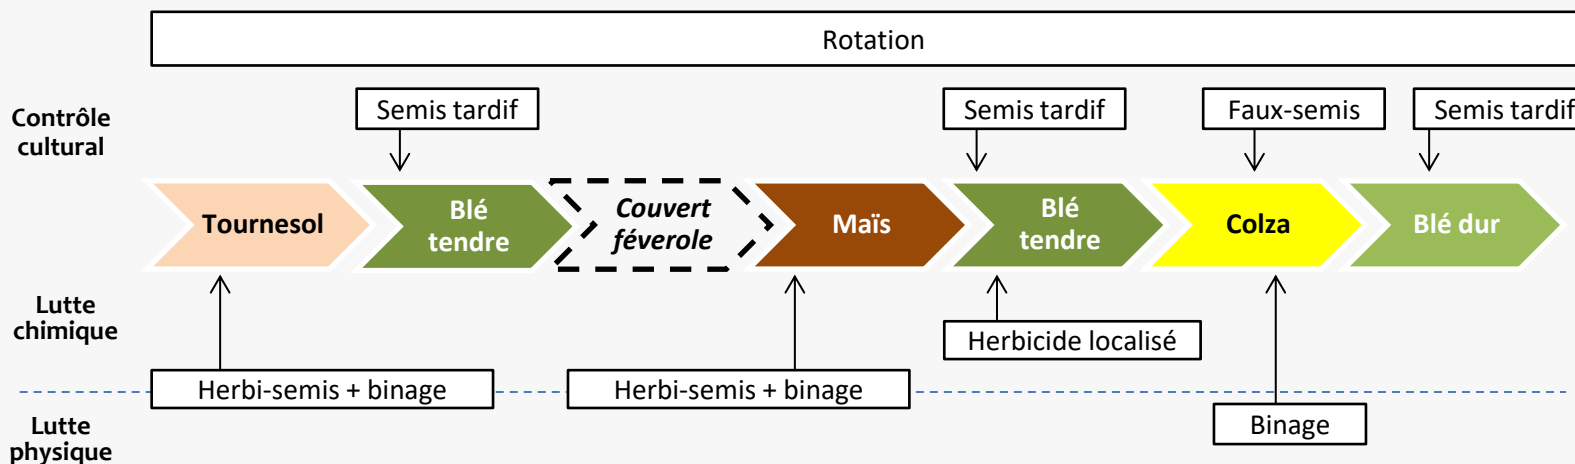 Rotation
Contrôle
cultural
Semis tardif
Semis tardif
Faux-semis
Semis tardif
Tournesol
Blé
tendre
Couvert
féverole
Maïs
Blé
tendre
Colza
Blé dur
Lutte
chimique
Herbicide localisé
Herbi-semis + binage
Herbi-semis + binage
Lutte
physique
Binage